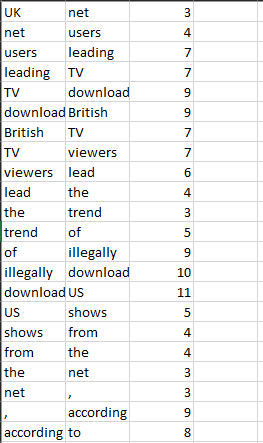 UK net 3
net users 4
users leading 7
leading TV 7
TV download 9
download British 9
British TV 7
TV viewers 7
viewers lead 6
lead the 4
the trend 3
trend of 5
of illegally 9
illegally download 10
download US 11
US shows 5
shows from 4
from the 4
the net 3
net , 3
, according 9
according to 8